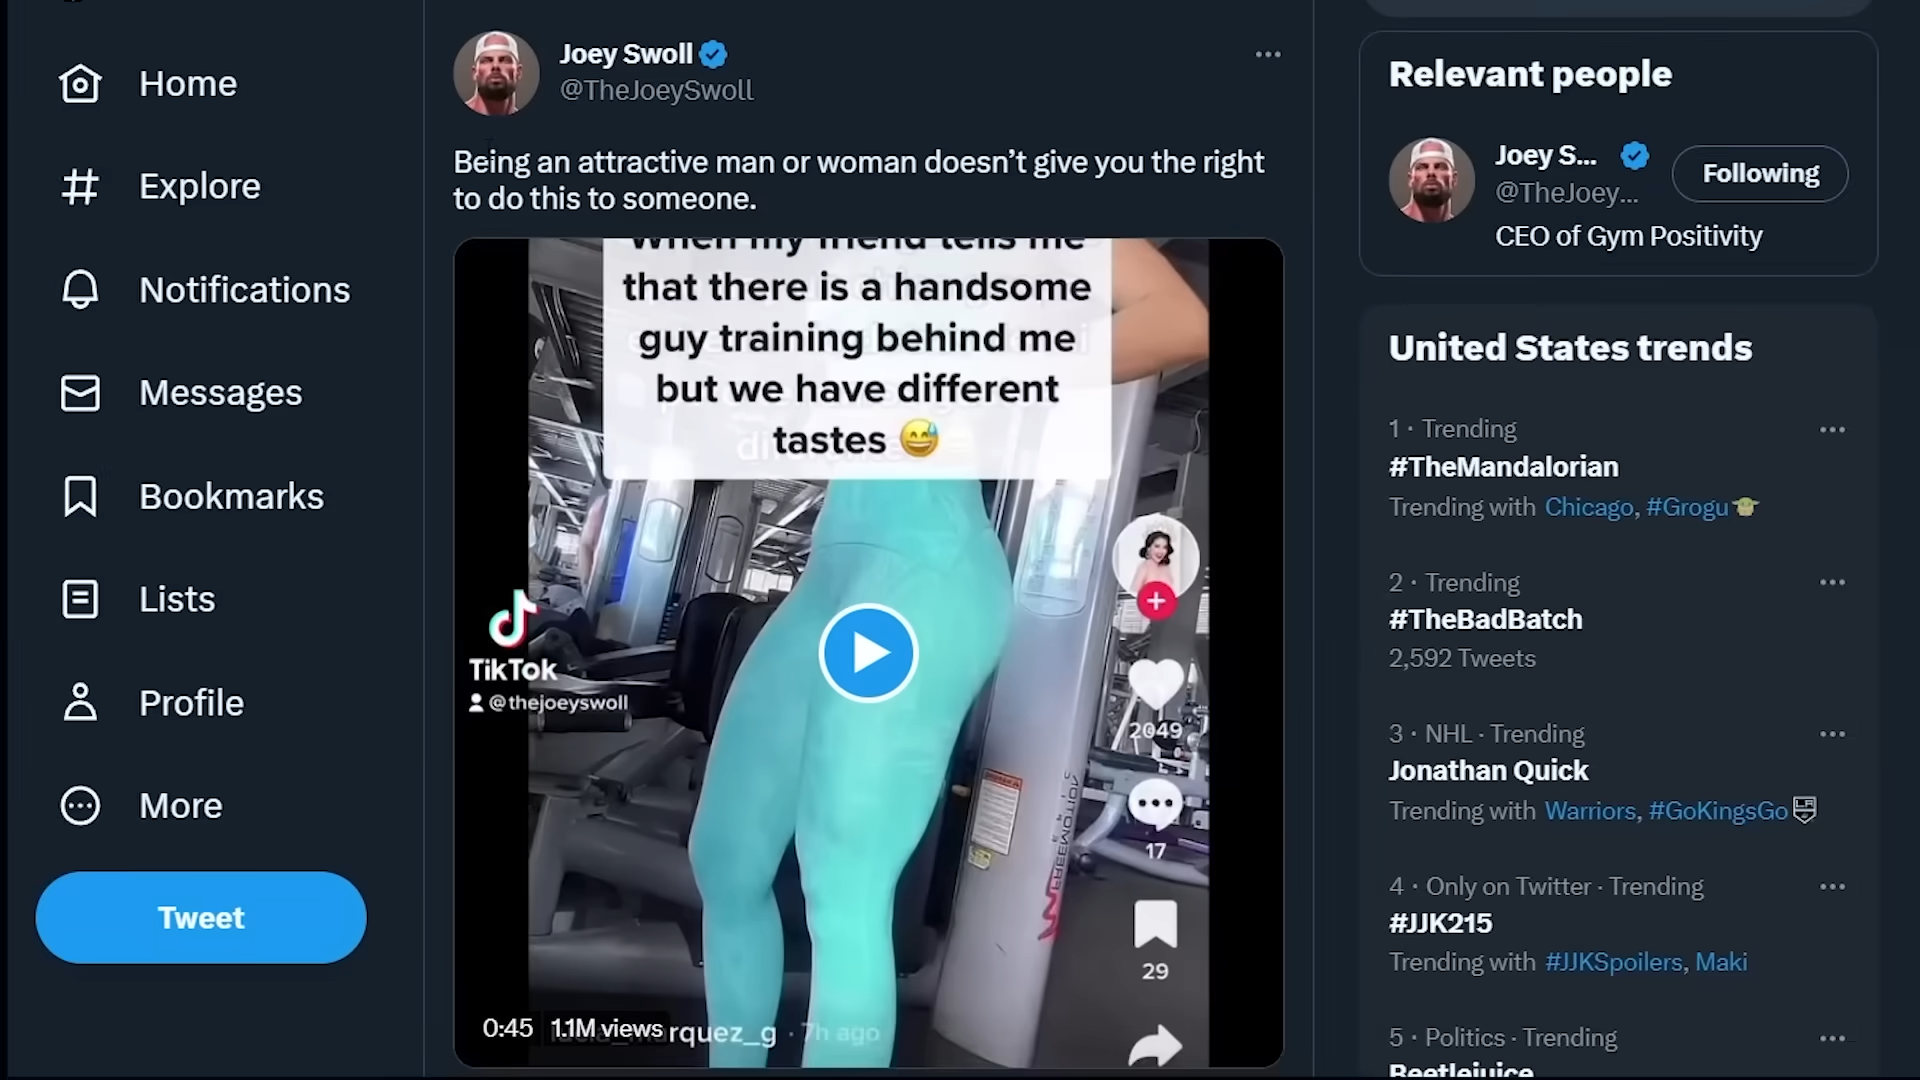 Home
Explore
Notifications
Messages
Bookmarks
Lists
Profile
More
Tweet
Joey Swoll
@TheJoeySwoll
Being an attractive man or woman doesn't give you the right
to do this to someone.
When my friend tells me
that there is a handsome
guy training behind me
but we have different
tastes 😅
TikTok
@thejoeyswoll
2049
17
29
FREEMOTION
0:45 1.1M views
rquez_g · 7h ago
Relevant people
Joey S...
@TheJoey...
Following
CEO of Gym Positivity
United States trends
1 · Trending
#TheMandalorian
Trending with Chicago, #Grogu
2 · Trending
#TheBadBatch
2,592 Tweets
3 · NHL · Trending
Jonathan Quick
Trending with Warriors, #GoKingsGo
4 · Only on Twitter · Trending
#JJK215
Trending with #JJKSpoilers, Maki
5 · Politics · Trending
Beetlejuice